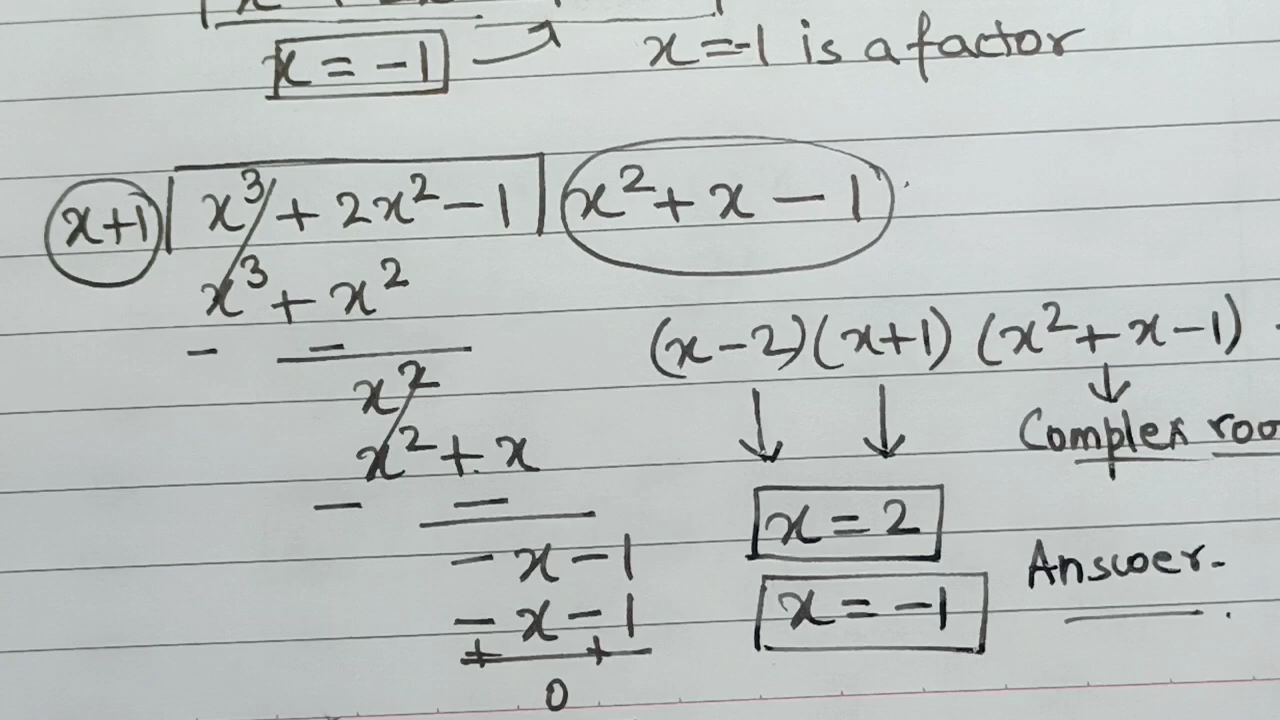 x = -1 x = -1 is a factor
x+1 x³ + 2x² - 1 x² + x - 1
x³ + x²
- -
x²
x² + x
- -
- x - 1
- x - 1
+ +
0
(x-2)(x+1)(x²+x-1)
↓ ↓ ↓
Complex roo
x = 2
x = -1
Answer.